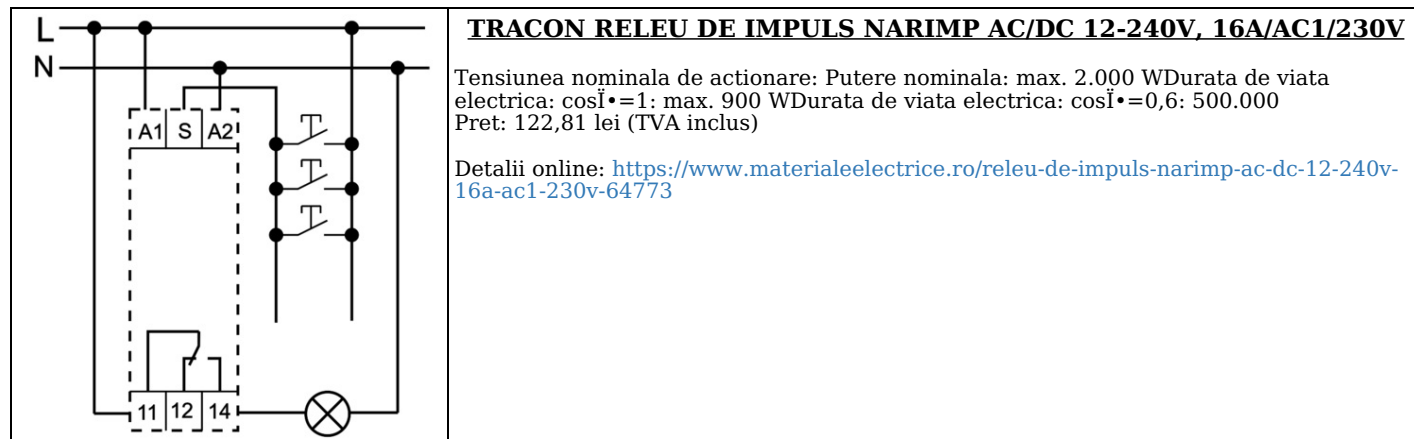 L
N
A1 S A2
11 12 14
TRACON RELEU DE IMPULS NARIMP AC/DC 12-240V, 16A/AC1/230V
Tensiunea nominala de actionare: Putere nominala: max. 2.000 WDurata de viata
electrica: cosÏ•=1: max. 900 WDurata de viata electrica: cosÏ•=0,6: 500.000
Pret: 122,81 lei (TVA inclus)
Detalii online: https://www.materialeelectrice.ro/releu-de-impuls-narimp-ac-dc-12-240v-
16a-ac1-230v-64773